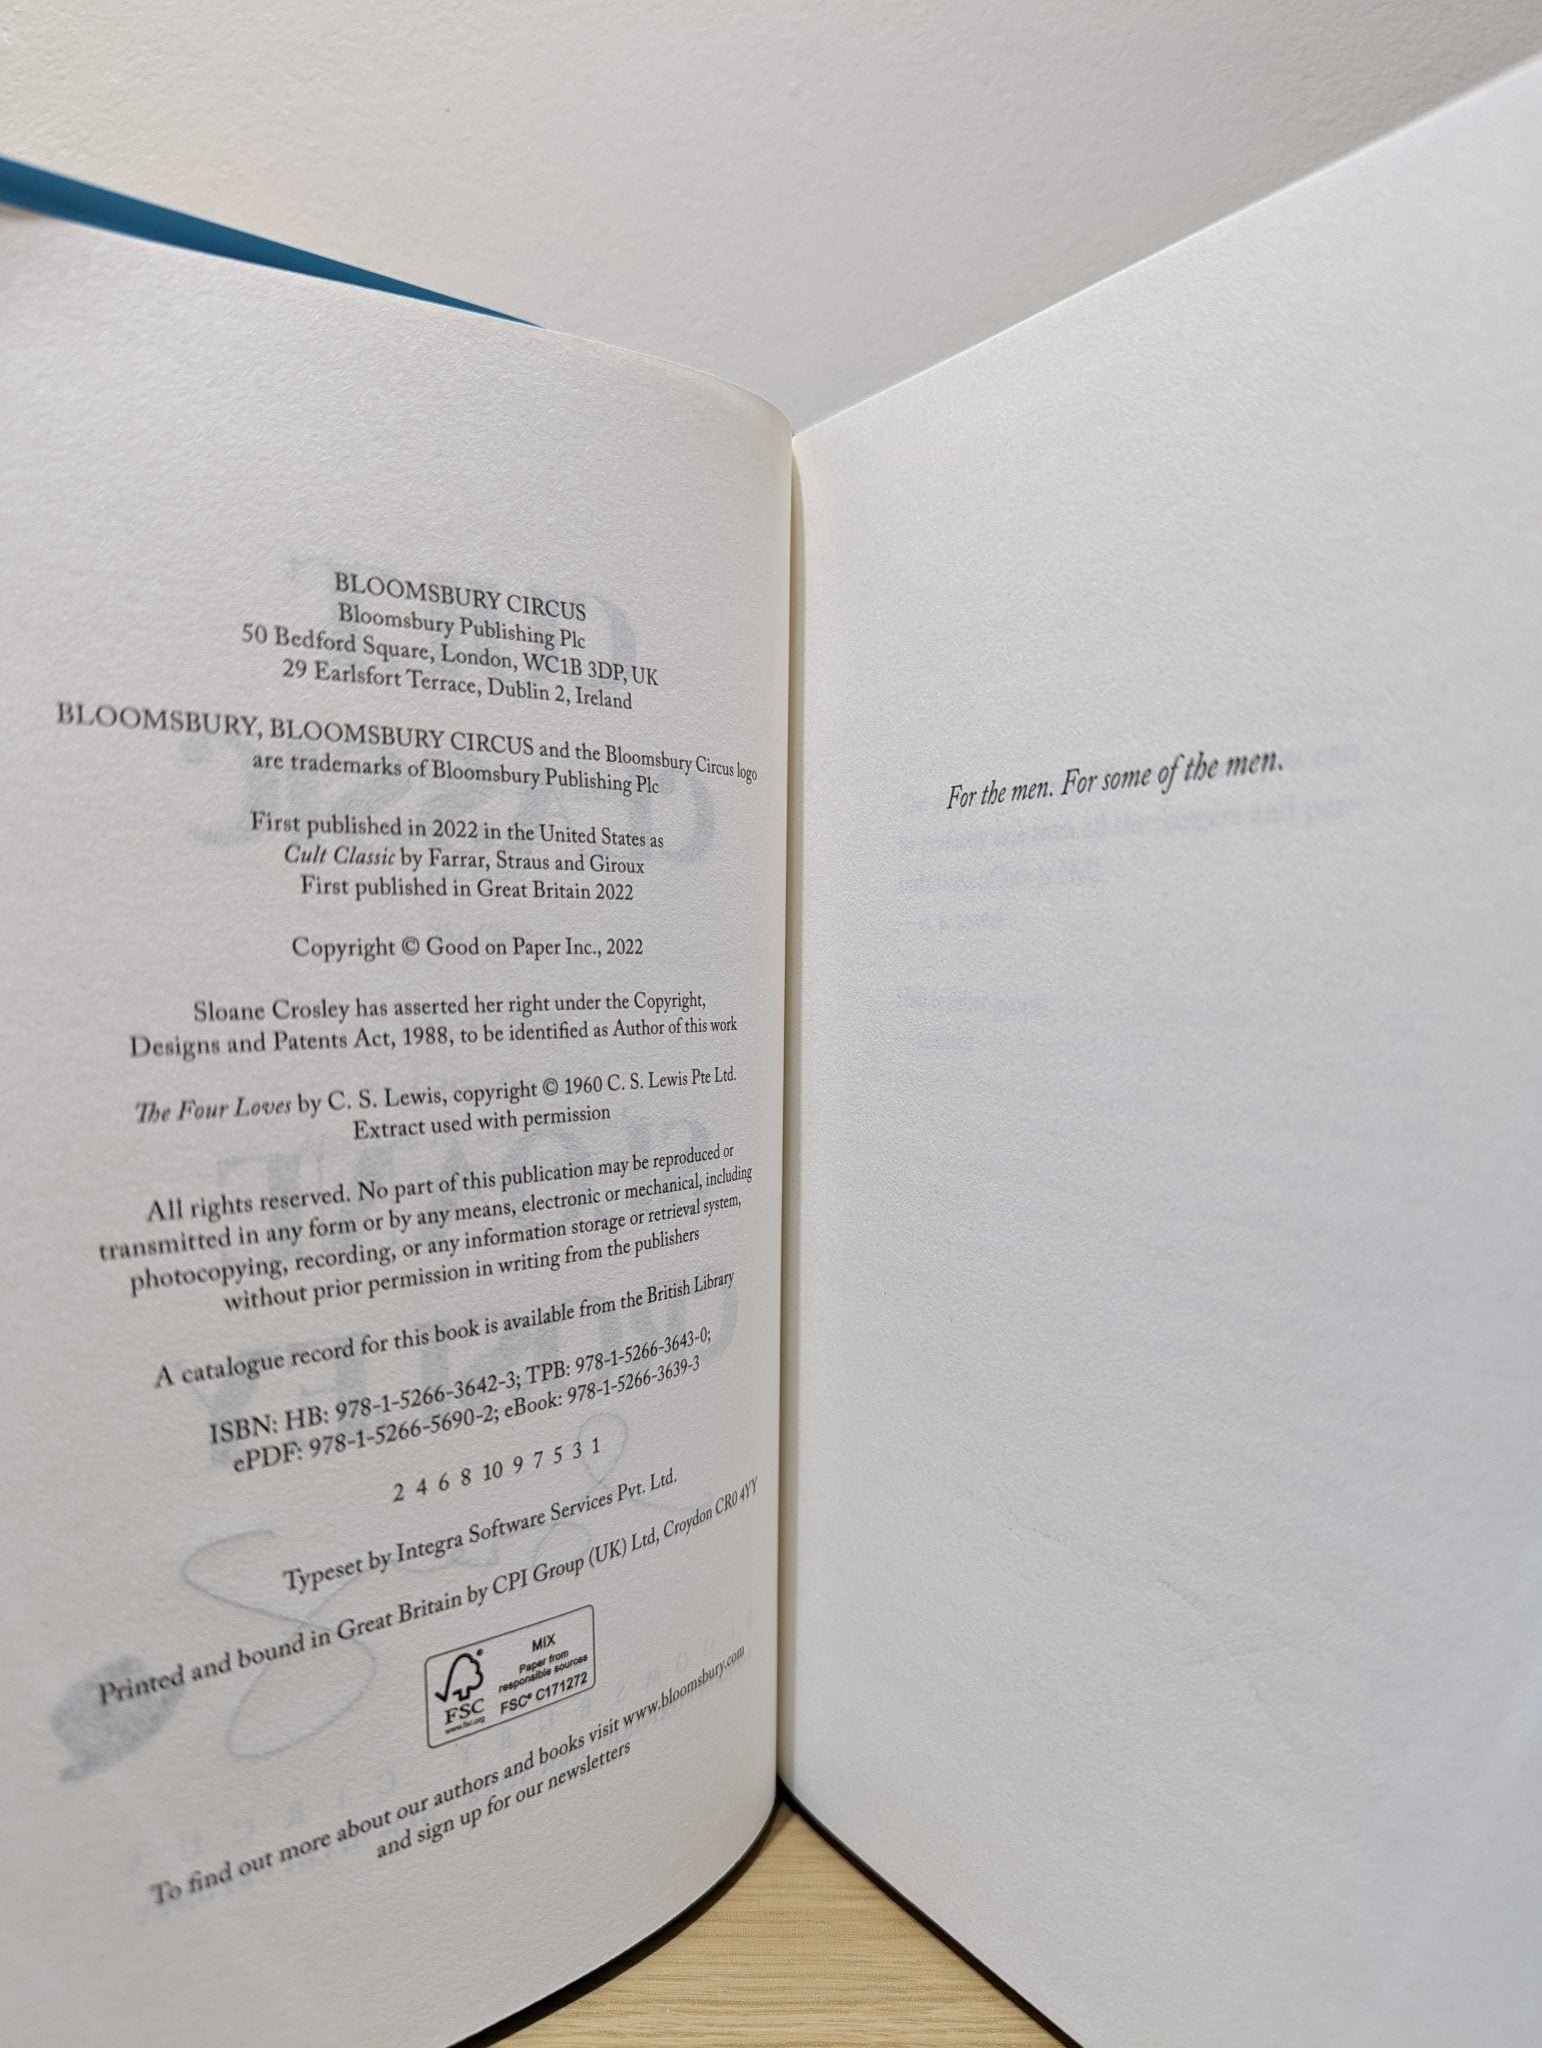 BLOOMSBURY CIRCUS
Bloomsbury Publishing Plc
50 Bedford Square, London, WC1B 3DP, UK
29 Earlsfort Terrace, Dublin 2, Ireland
BLOOMSBURY, BLOOMSBURY CIRCUS and the Bloomsbury Circus logo
are trademarks of Bloomsbury Publishing Plc
First published in 2022 in the United States as
Cult Classic by Farrar, Straus and Giroux
First published in Great Britain 2022
Copyright © Good on Paper Inc., 2022
Sloane Crosley has asserted her right under the Copyright,
Designs and Patents Act, 1988, to be identified as Author of this work
The Four Loves by C. S. Lewis, copyright © 1960 C. S. Lewis Pte Ltd.
Extract used with permission
All rights reserved. No part of this publication may be reproduced or
transmitted in any form or by any means, electronic or mechanical, including
photocopying, recording, or any information storage or retrieval system,
without prior permission in writing from the publishers
A catalogue record for this book is available from the British Library
ISBN: HB: 978-1-5266-3642-3; TPB: 978-1-5266-3643-0;
ePDF: 978-1-5266-5690-2; eBook: 978-1-5266-3639-3
2 4 6 8 10 9 7 5 3 1
Typeset by Integra Software Services Pvt. Ltd.
Printed and bound in Great Britain by CPI Group (UK) Ltd, Croydon CR0 4YY
FSC
www.fsc.org
MIX
Paper from
responsible sources
FSC® C171272
To find out more about our authors and books visit www.bloomsbury.com
and sign up for our newsletters
For the men. For some of the men.